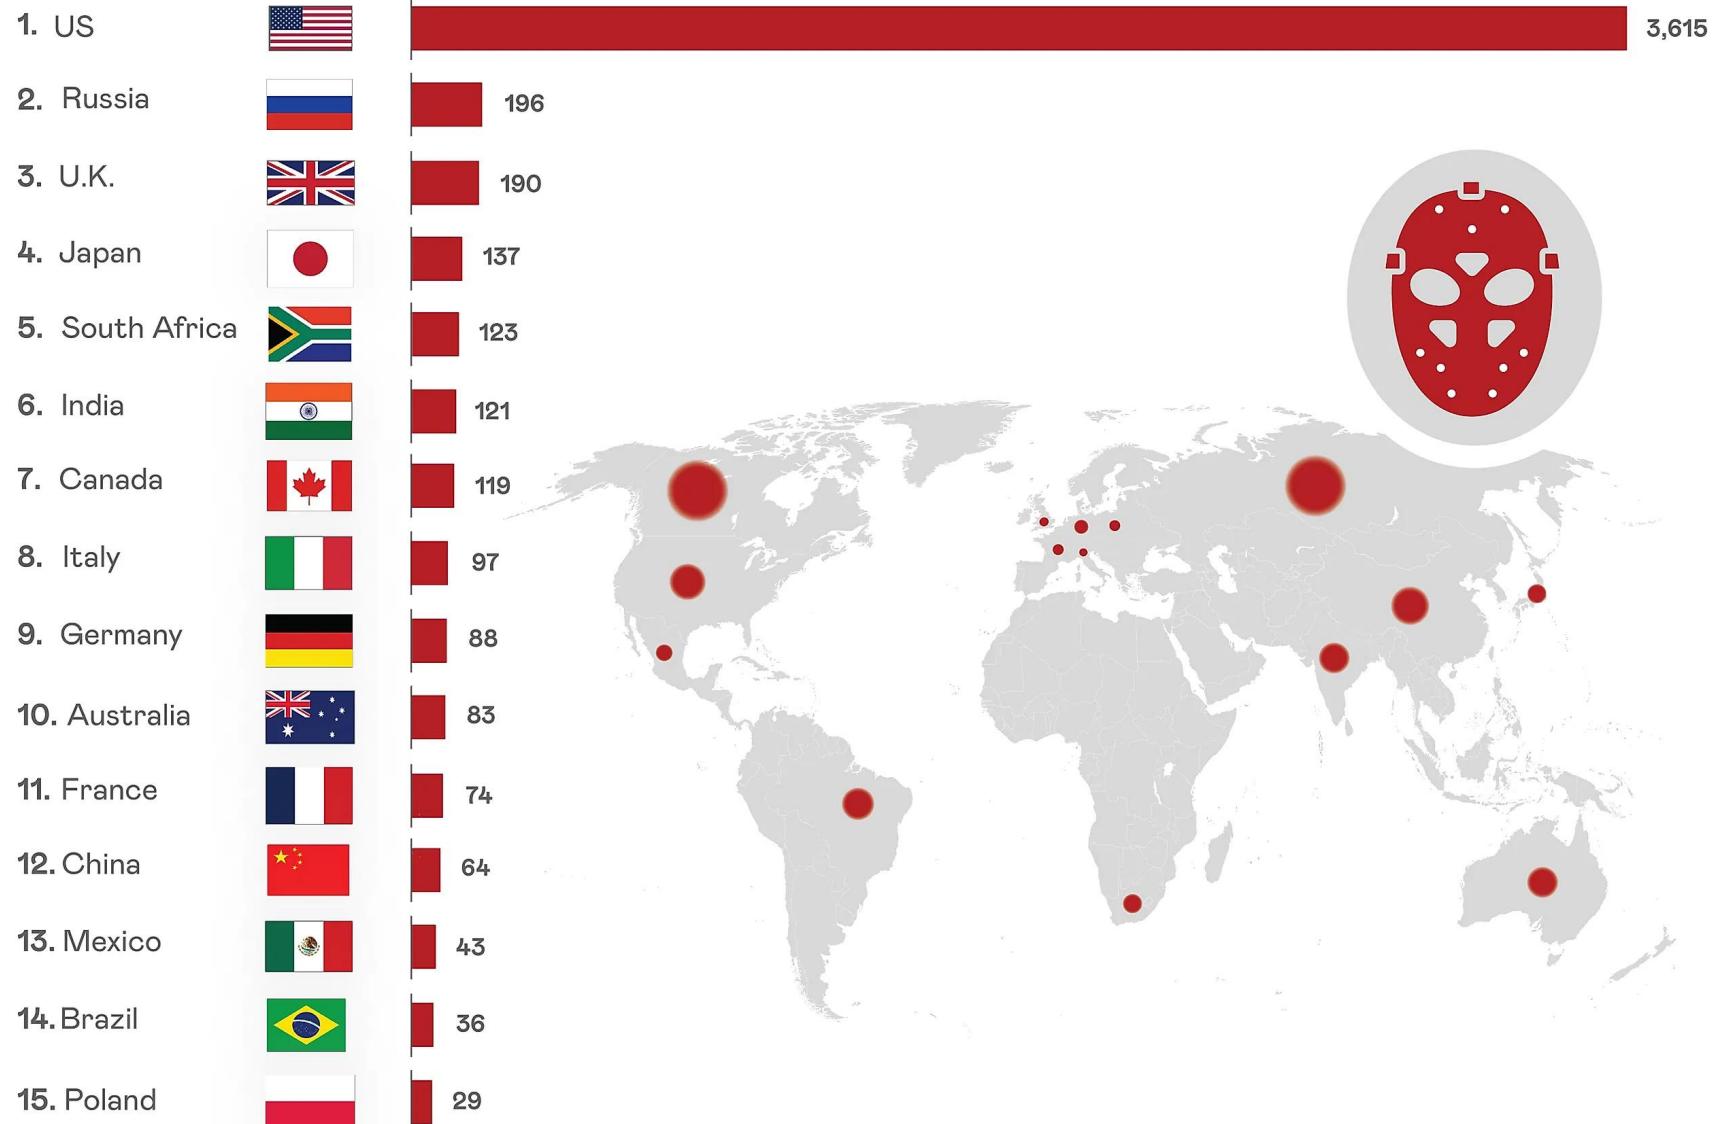 1. US 3,615
2. Russia 196
3. U.K. 190
4. Japan 137
5. South Africa 123
6. India 121
7. Canada 119
8. Italy 97
9. Germany 88
10. Australia 83
11. France 74
12. China 64
13. Mexico 43
14. Brazil 36
15. Poland 29